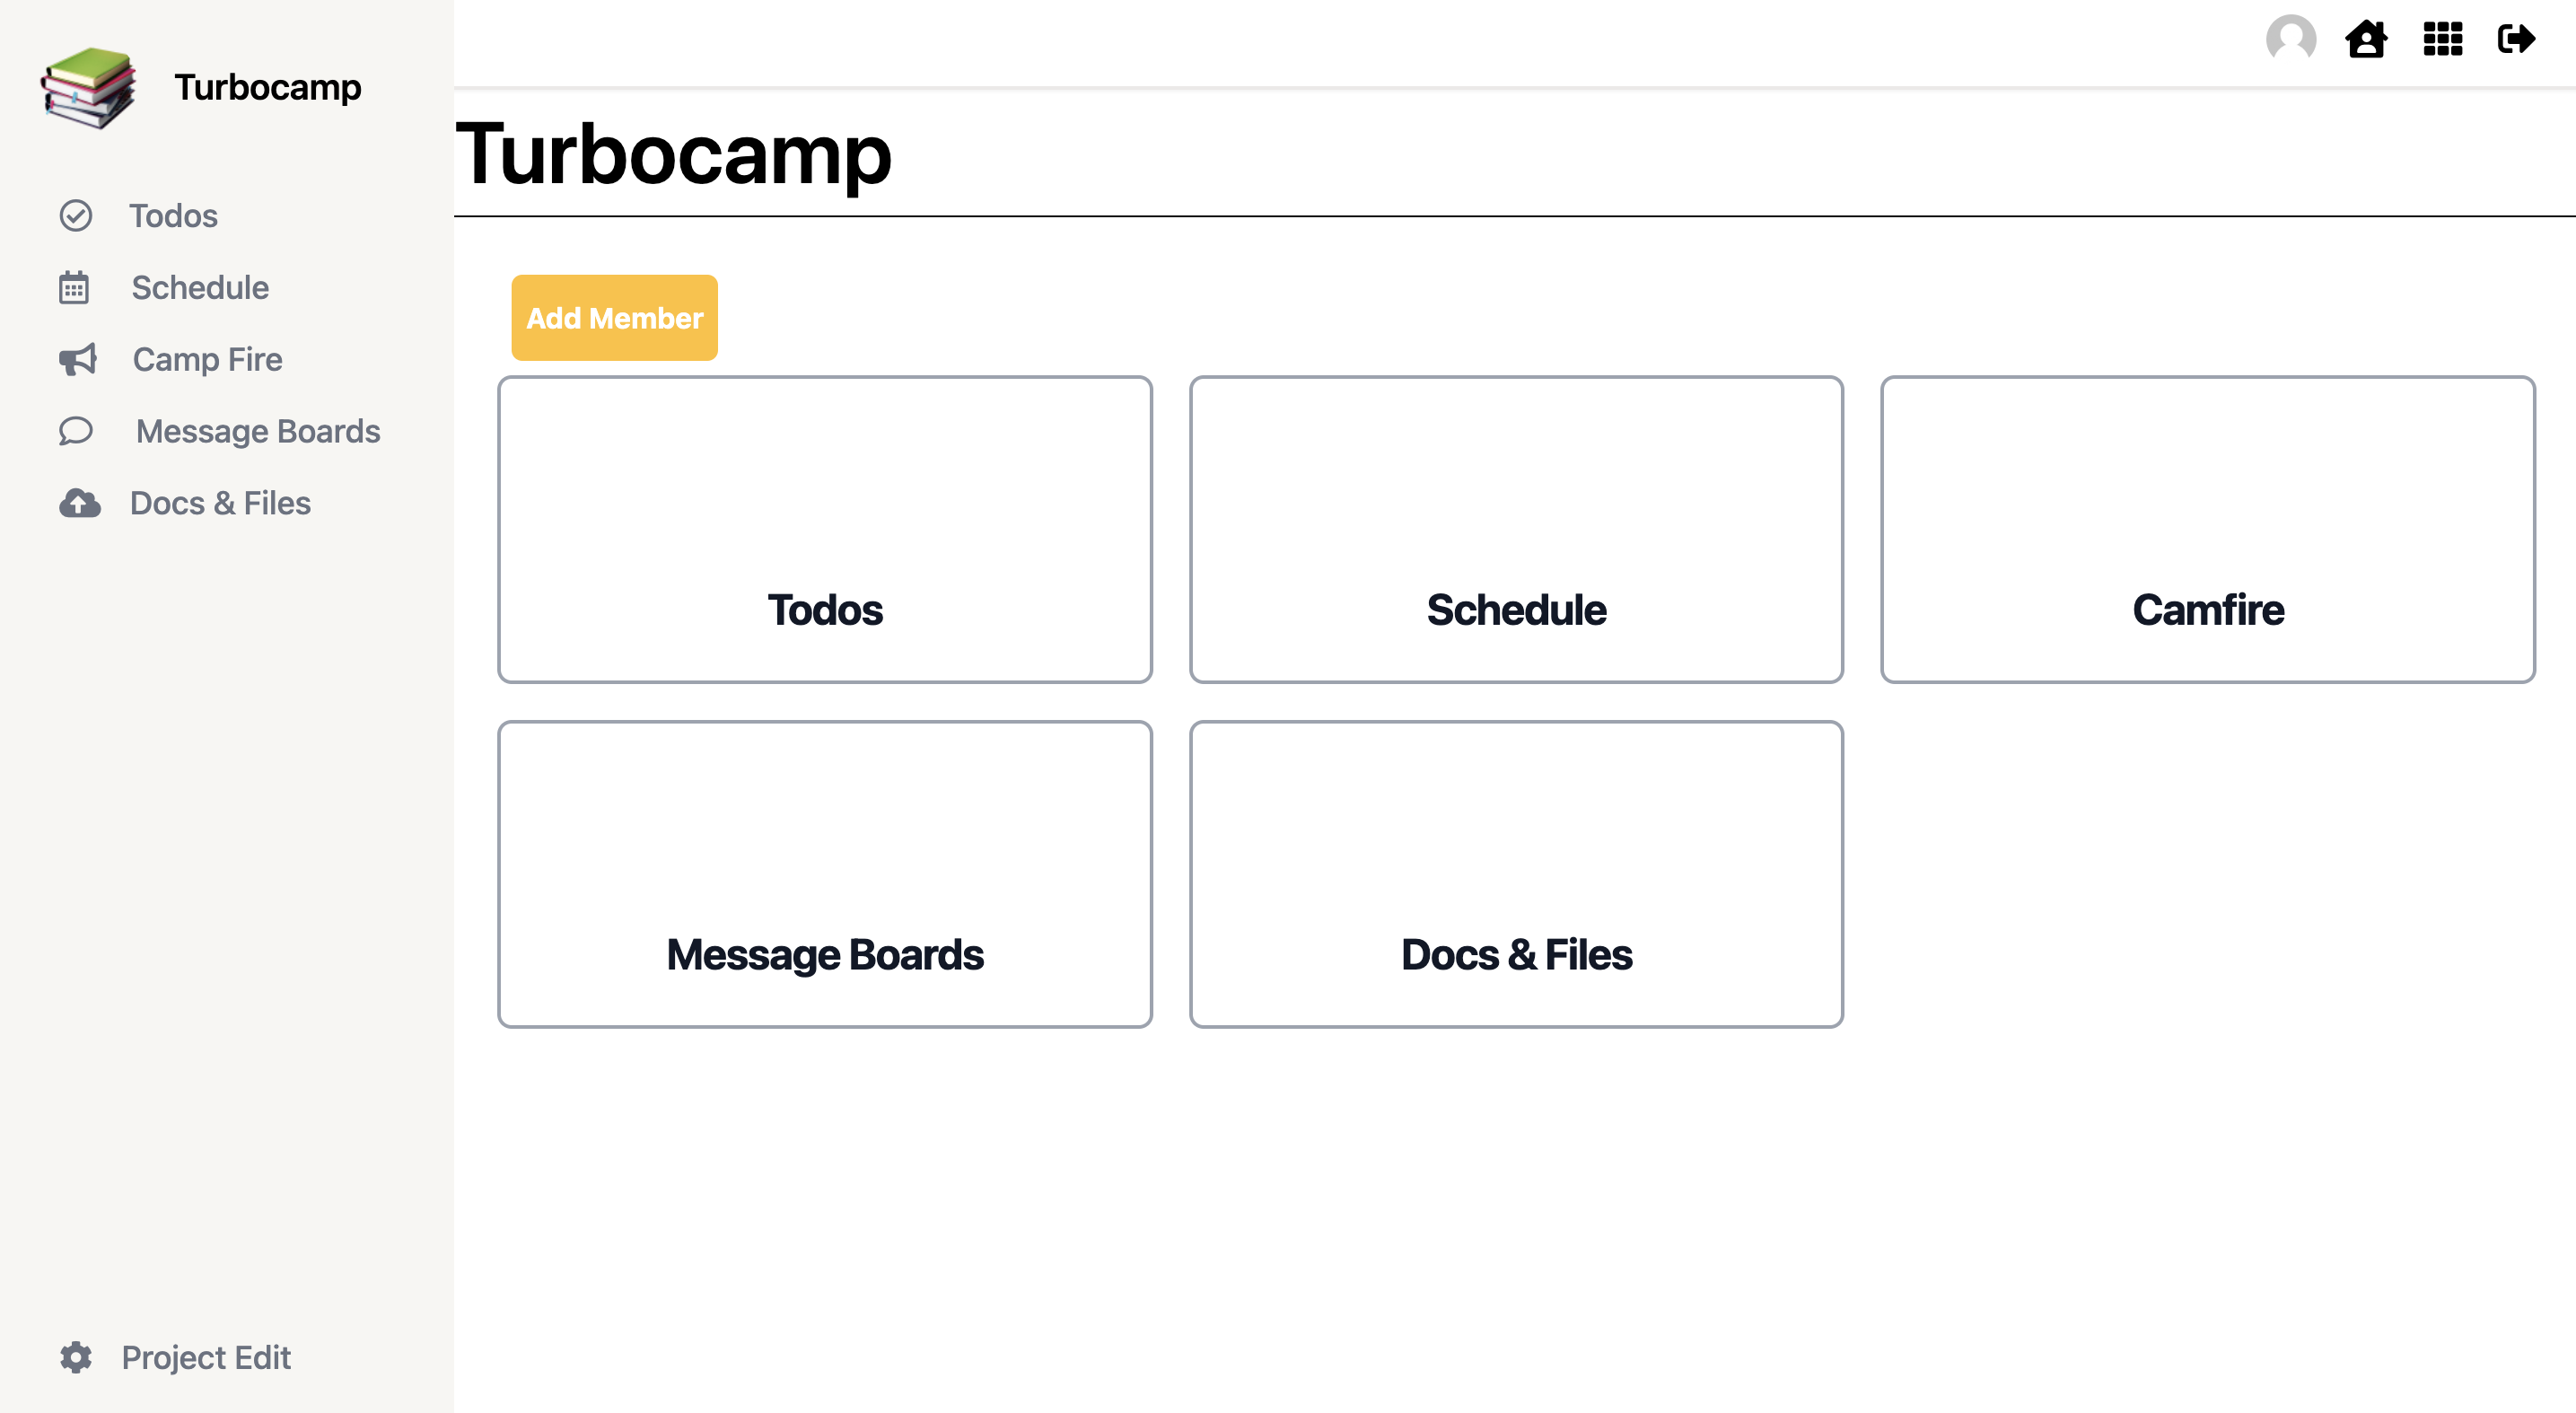 Turbocamp
Todos
Schedule
Camp Fire
Message Boards
Docs & Files
Project Edit
Turbocamp
Add Member
Todos
Schedule
Camfire
Message Boards
Docs & Files